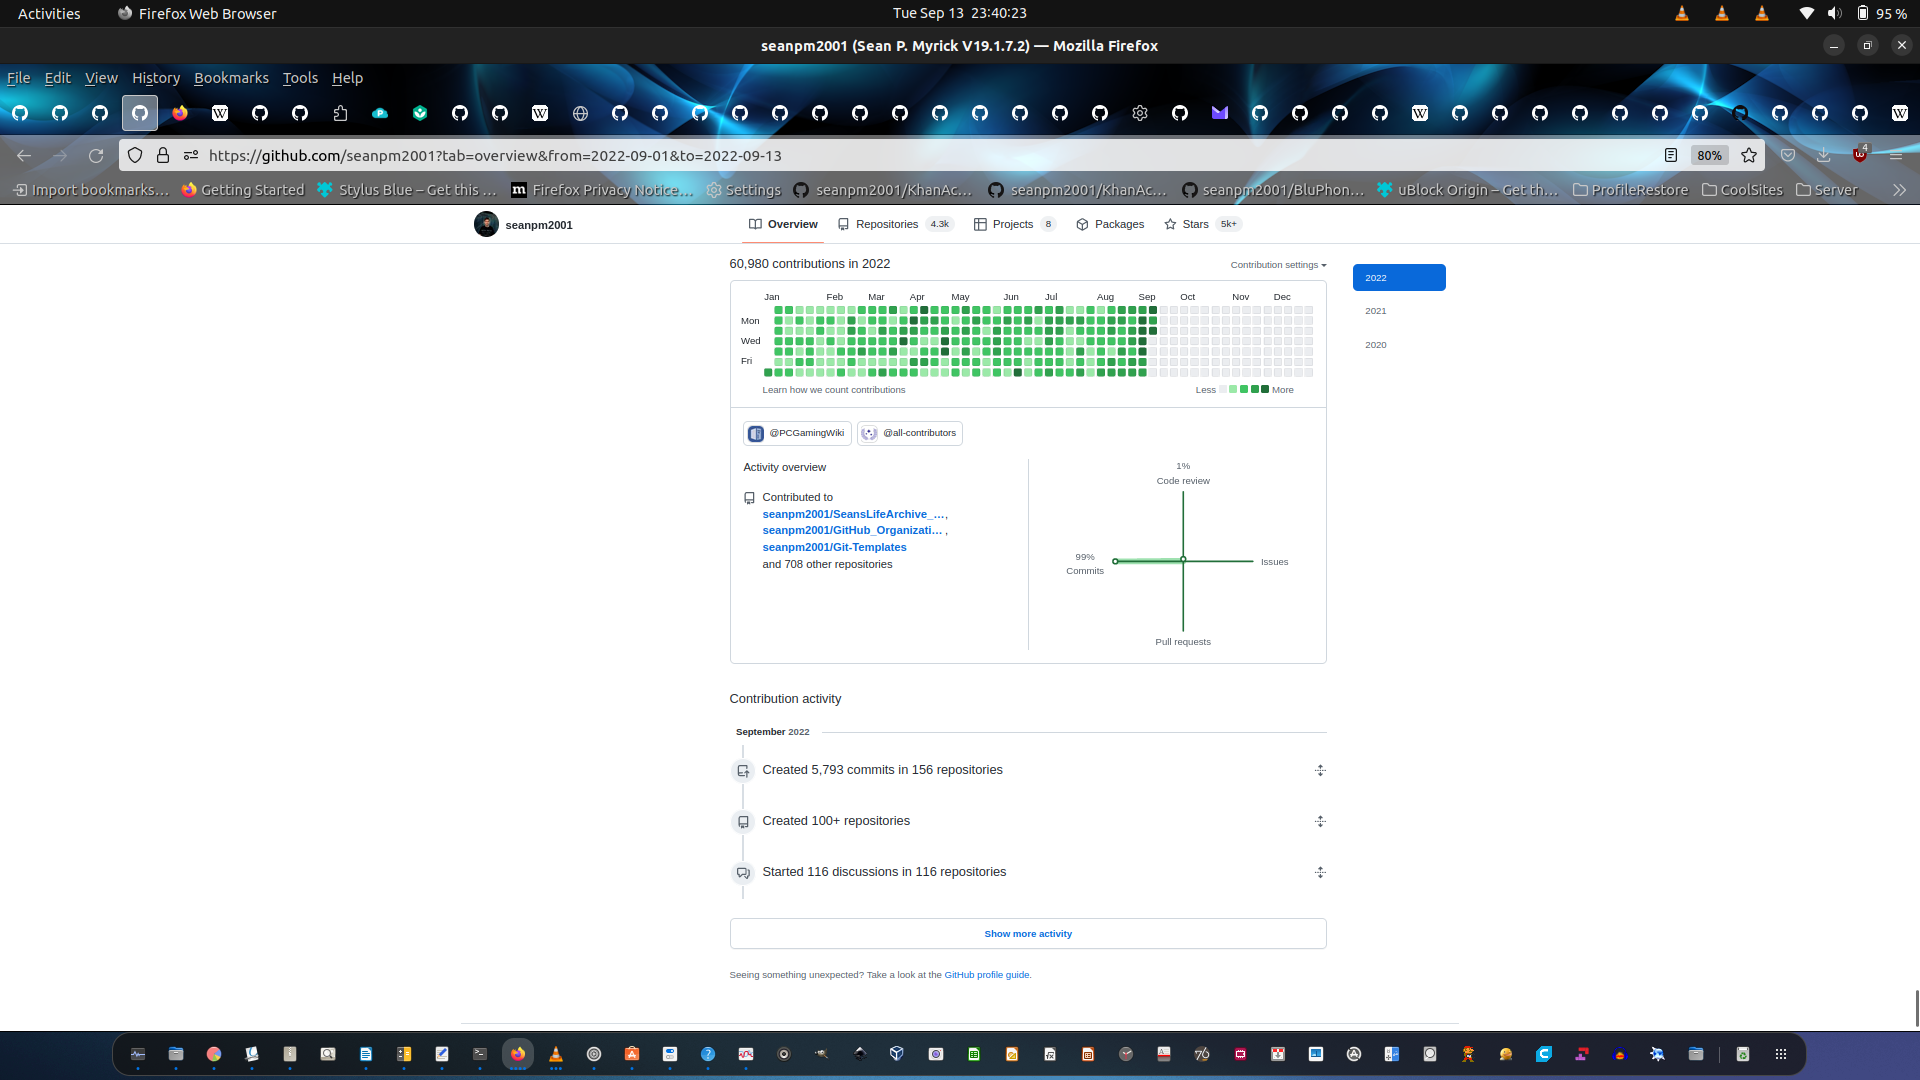 Activities Firefox Web Browser Tue Sep 13 23:40:23 95 %
seanpm2001 (Sean P. Myrick V19.1.7.2) — Mozilla Firefox
File Edit View History Bookmarks Tools Help
https://github.com/seanpm2001?tab=overview&from=2022-09-01&to=2022-09-13 80% 4
Import bookmarks… Getting Started Stylus Blue – Get this … Firefox Privacy Notice… Settings seanpm2001/KhanAc… seanpm2001/KhanAc… seanpm2001/BluPhon… uBlock Origin – Get th… ProfileRestore CoolSites Server
seanpm2001 Overview Repositories 4.3k Projects 8 Packages Stars 5k+
60,980 contributions in 2022 Contribution settings
2022
2021
2020
Jan Feb Mar Apr May Jun Jul Aug Sep Oct Nov Dec
Mon
Wed
Fri
Learn how we count contributions Less More
@PCGamingWiki @all-contributors
Activity overview
Contributed to
seanpm2001/SeansLifeArchive_…,
seanpm2001/GitHub_Organizati… ,
seanpm2001/Git-Templates
and 708 other repositories
1%
Code review
99%
Commits
Issues
Pull requests
Contribution activity
September 2022
Created 5,793 commits in 156 repositories
Created 100+ repositories
Started 116 discussions in 116 repositories
Show more activity
Seeing something unexpected? Take a look at the GitHub profile guide.